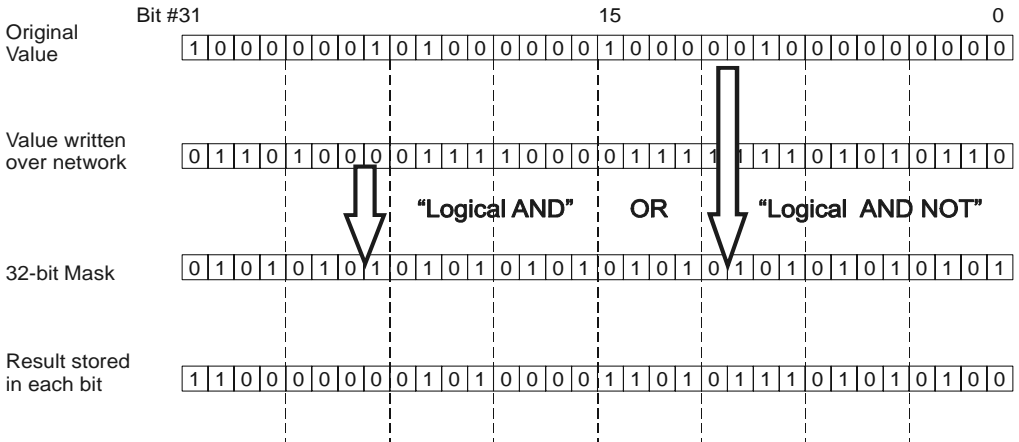 Bit #31 15 0
Original
Value
1 0 0 0 0 0 0 1 0 1 0 0 0 0 0 0 1 0 0 0 0 0 1 0 0 0 0 0 0 0 0 0
Value written
over network
0 1 1 0 1 0 0 0 0 1 1 1 1 0 0 0 0 1 1 1 1 1 1 1 0 1 0 1 0 1 1 0
“Logical AND” OR “Logical AND NOT”
32-bit Mask
0 1 0 1 0 1 0 1 0 1 0 1 0 1 0 1 0 1 0 1 0 1 0 1 0 1 0 1 0 1 0 1
Result stored
in each bit
1 1 0 0 0 0 0 0 0 1 0 1 0 0 0 0 1 1 0 1 0 1 1 1 0 1 0 1 0 1 0 0